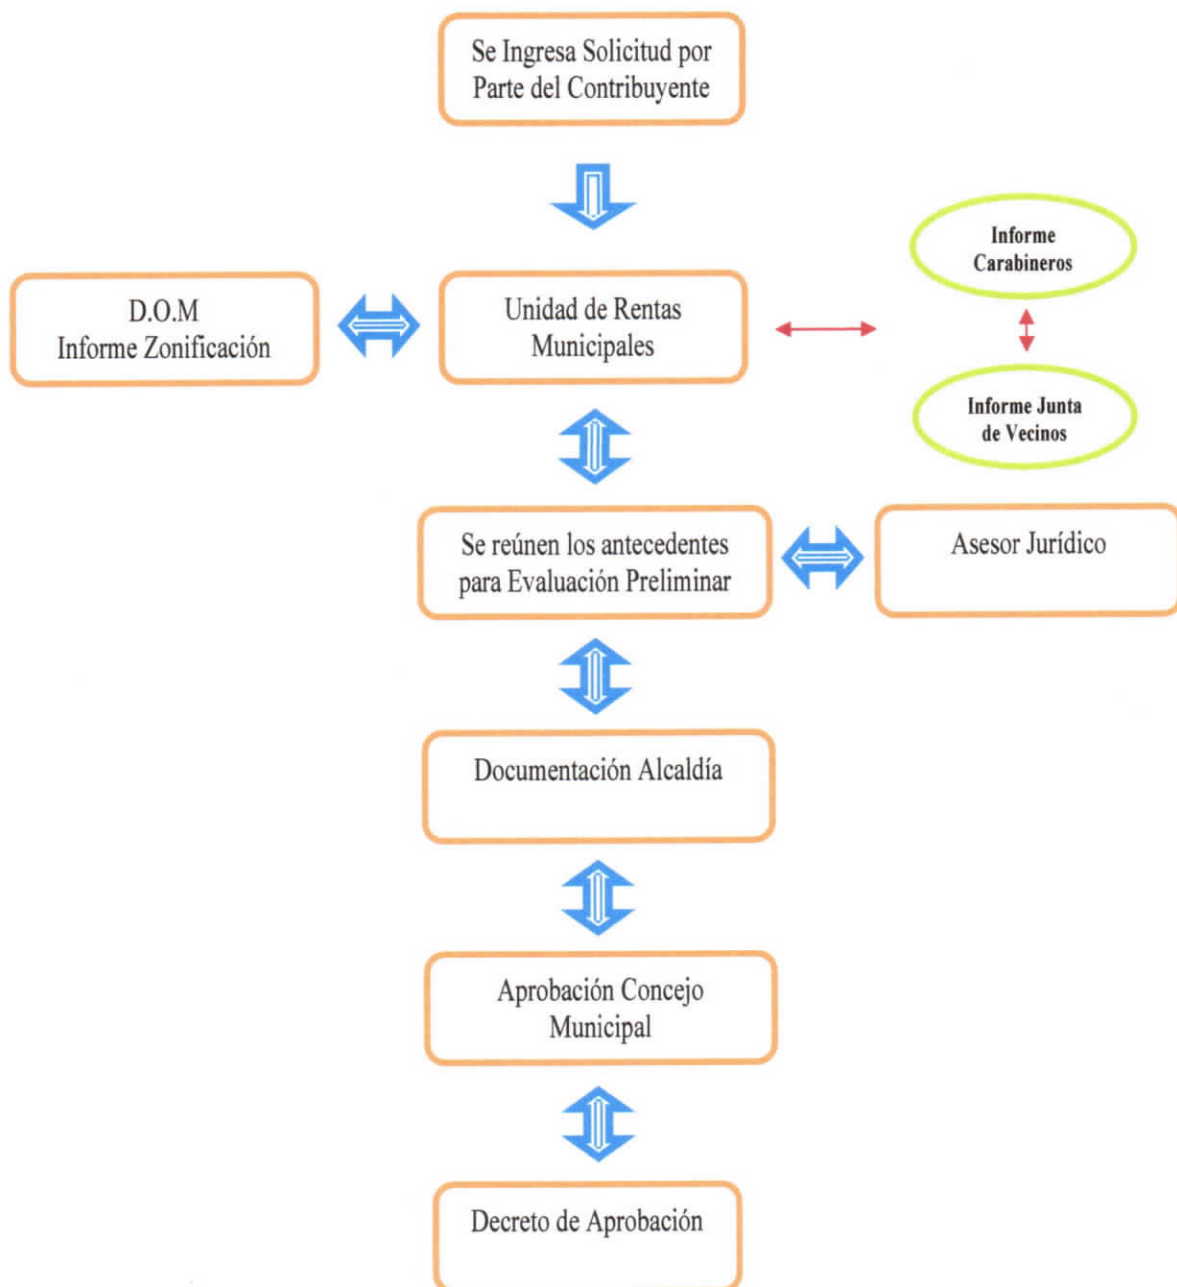 Se Ingresa Solicitud por
Parte del Contribuyente
Informe
Carabineros
D.O.M
Informe Zonificación
Unidad de Rentas
Municipales
Informe Junta
de Vecinos
Se reúnen los antecedentes
para Evaluación Preliminar
Asesor Jurídico
Documentación Alcaldía
Aprobación Concejo
Municipal
Decreto de Aprobación